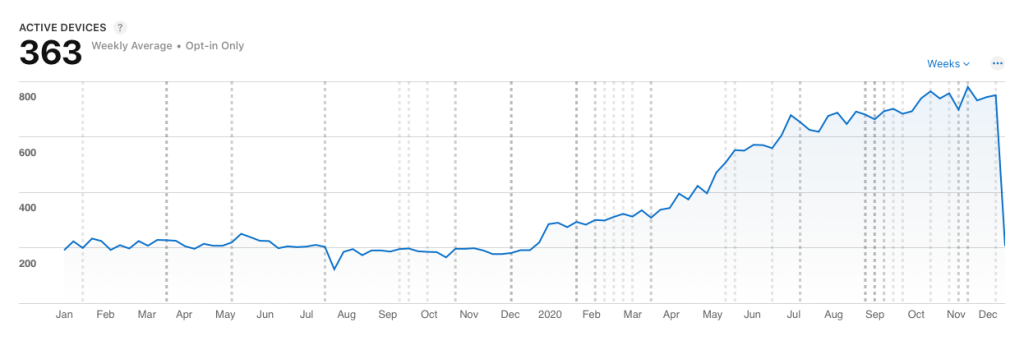 ACTIVE DEVICES ?
363 Weekly Average • Opt-in Only
Weeks
800
600
400
200
Jan Feb Mar Apr May Jun Jul Aug Sep Oct Nov Dec 2020 Feb Mar Apr May Jun Jul Aug Sep Oct Nov Dec